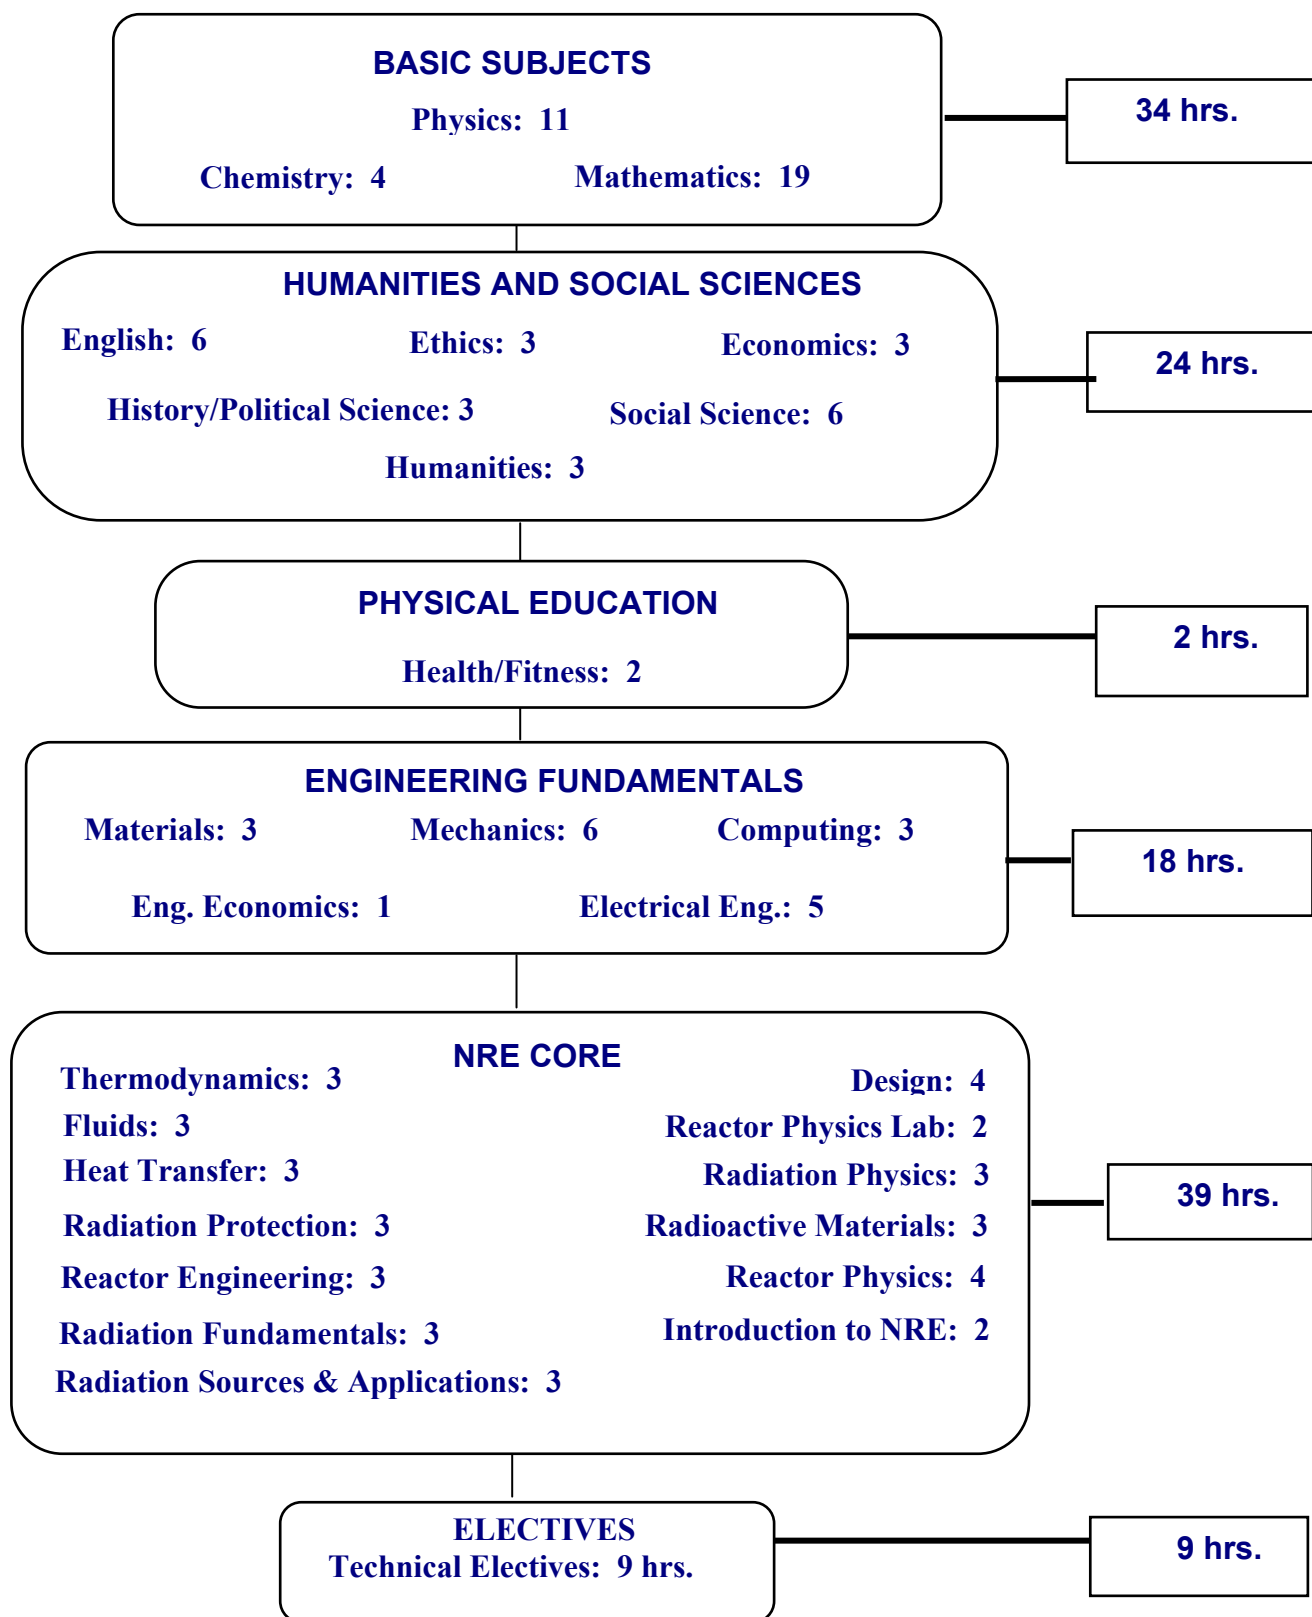 BASIC SUBJECTS
Physics: 11
34 hrs.
Chemistry: 4 Mathematics: 19
HUMANITIES AND SOCIAL SCIENCES
English: 6 Ethics: 3 Economics: 3
24 hrs.
History/Political Science: 3 Social Science: 6
Humanities: 3
PHYSICAL EDUCATION
2 hrs.
Health/Fitness: 2
ENGINEERING FUNDAMENTALS
Materials: 3 Mechanics: 6 Computing: 3
18 hrs.
Eng. Economics: 1 Electrical Eng.: 5
NRE CORE
Thermodynamics: 3 Design: 4
Fluids: 3 Reactor Physics Lab: 2
Heat Transfer: 3 Radiation Physics: 3
39 hrs.
Radiation Protection: 3 Radioactive Materials: 3
Reactor Engineering: 3 Reactor Physics: 4
Radiation Fundamentals: 3 Introduction to NRE: 2
Radiation Sources & Applications: 3
ELECTIVES
Technical Electives: 9 hrs.
9 hrs.